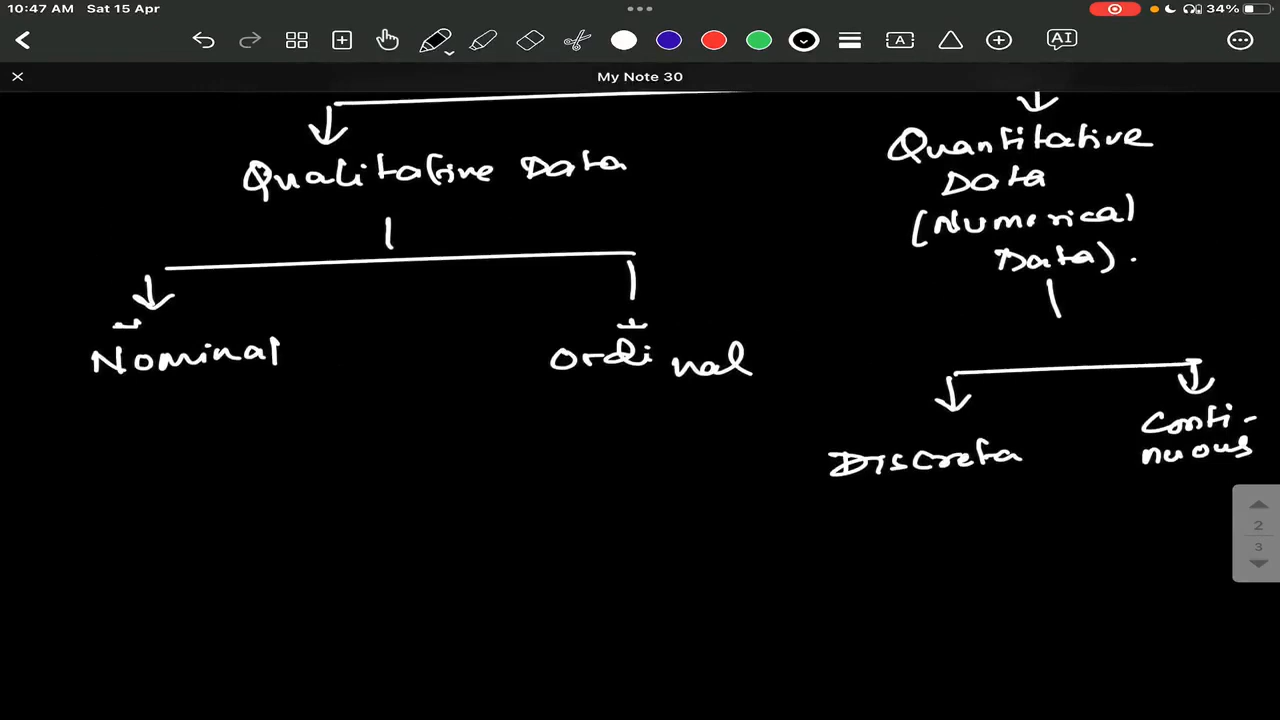 10:47 AM Sat 15 Apr
34%
A
AI
My Note 30
Qualitative Data
Quantitative
Data
(Numerical
Data).
Nominal
Ordinal
Discreta
Conti-
nuous
2
3